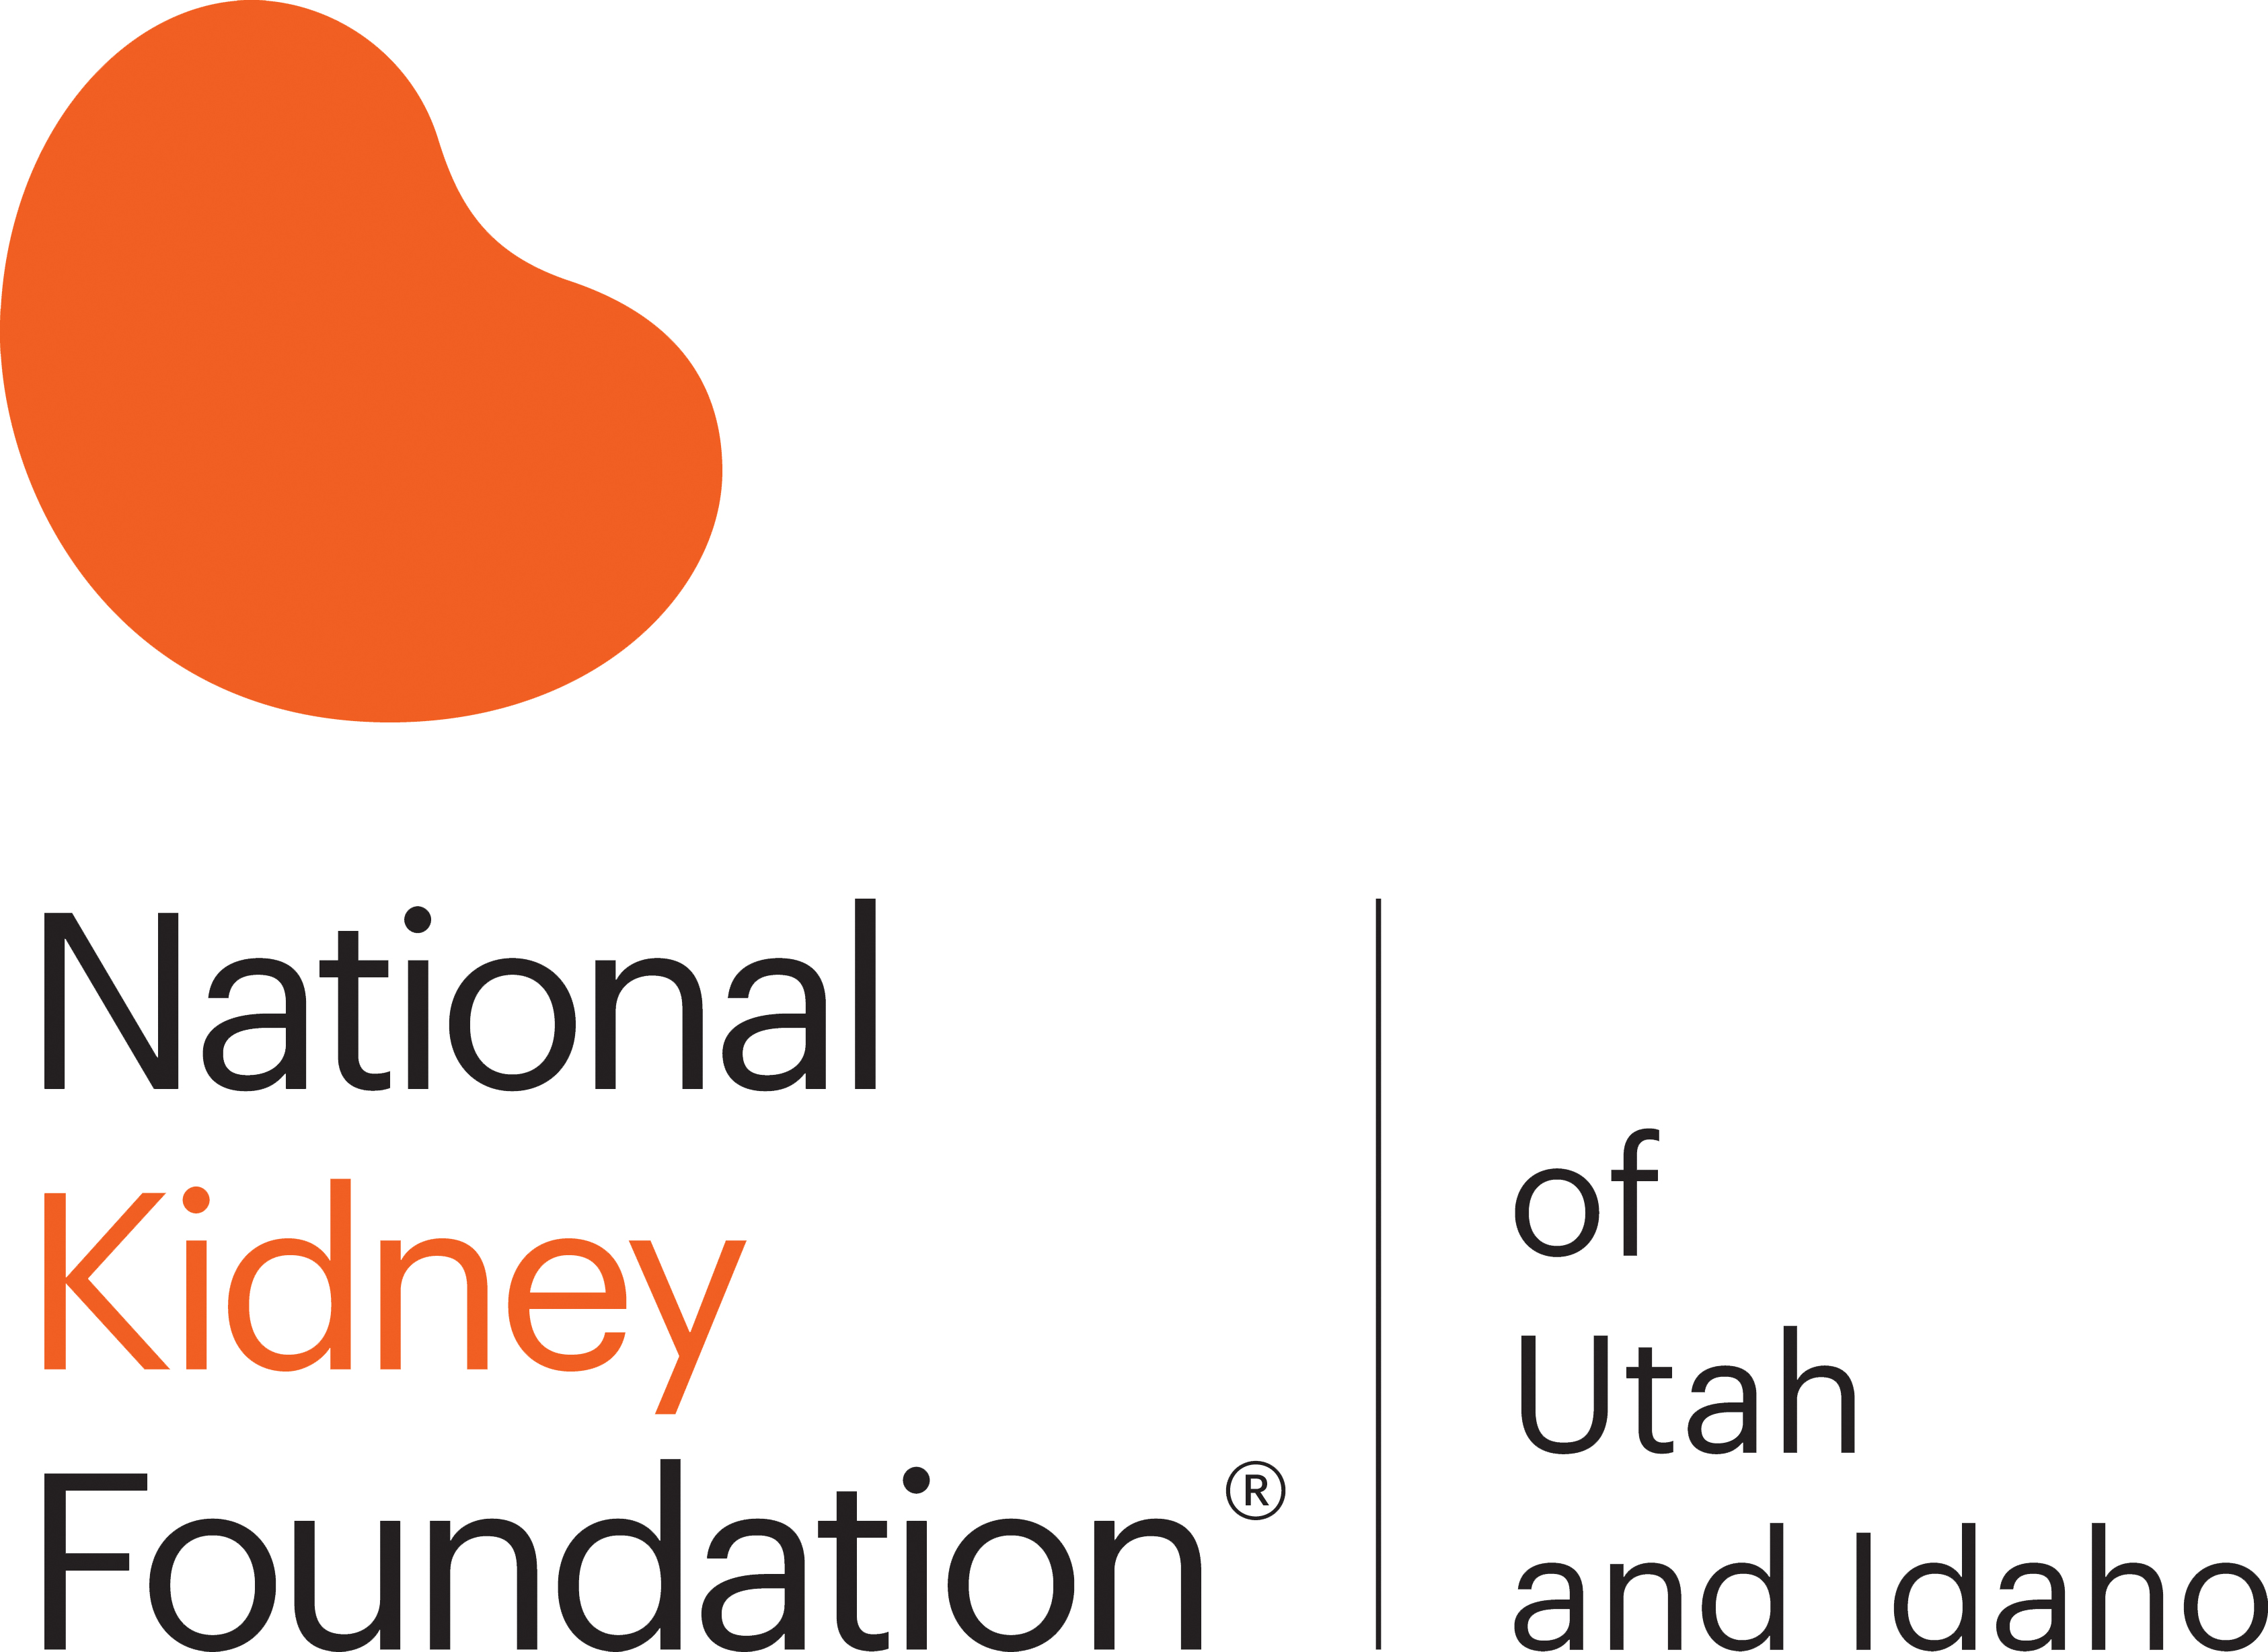 National
Kidney
Foundation®
of
Utah
and Idaho